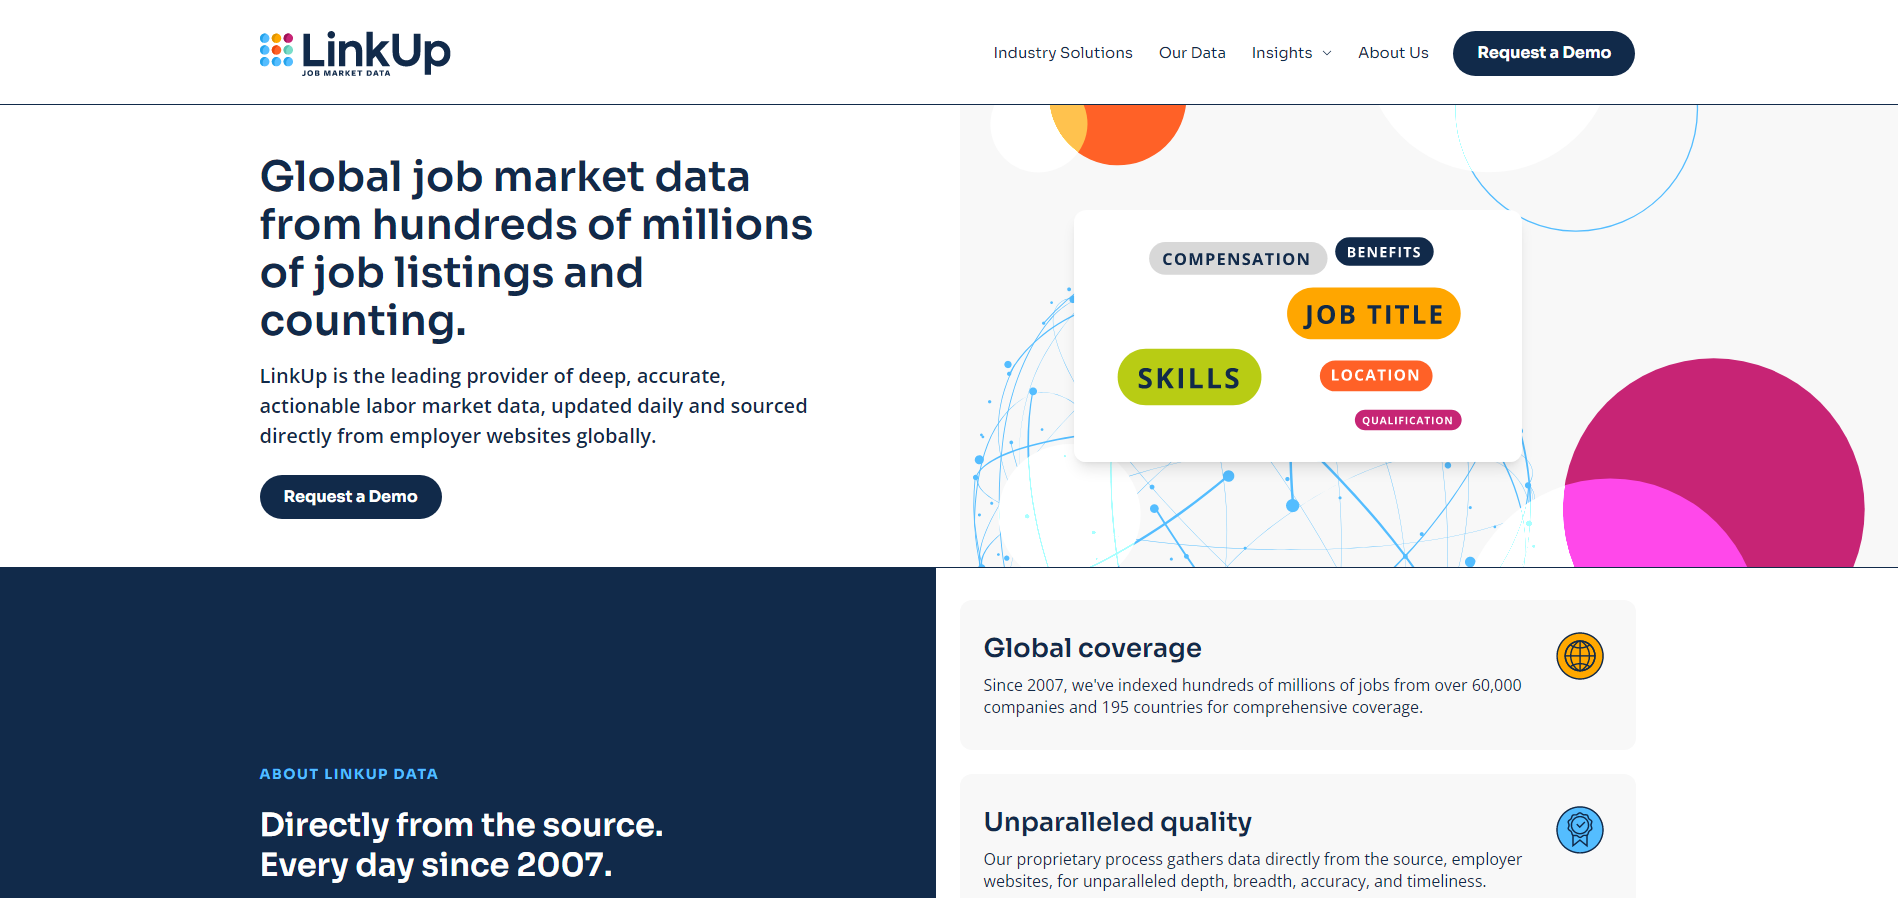 LinkUp
JOB MARKET DATA
Industry Solutions
Our Data
Insights
About Us
Request a Demo
Global job market data
from hundreds of millions
of job listings and
counting.
LinkUp is the leading provider of deep, accurate,
actionable labor market data, updated daily and sourced
directly from employer websites globally.
Request a Demo
COMPENSATION
BENEFITS
JOB TITLE
SKILLS
LOCATION
QUALIFICATION
ABOUT LINKUP DATA
Directly from the source.
Every day since 2007.
Global coverage
Since 2007, we've indexed hundreds of millions of jobs from over 60,000
companies and 195 countries for comprehensive coverage.
Unparalleled quality
Our proprietary process gathers data directly from the source, employer
websites, for unparalleled depth, breadth, accuracy, and timeliness.